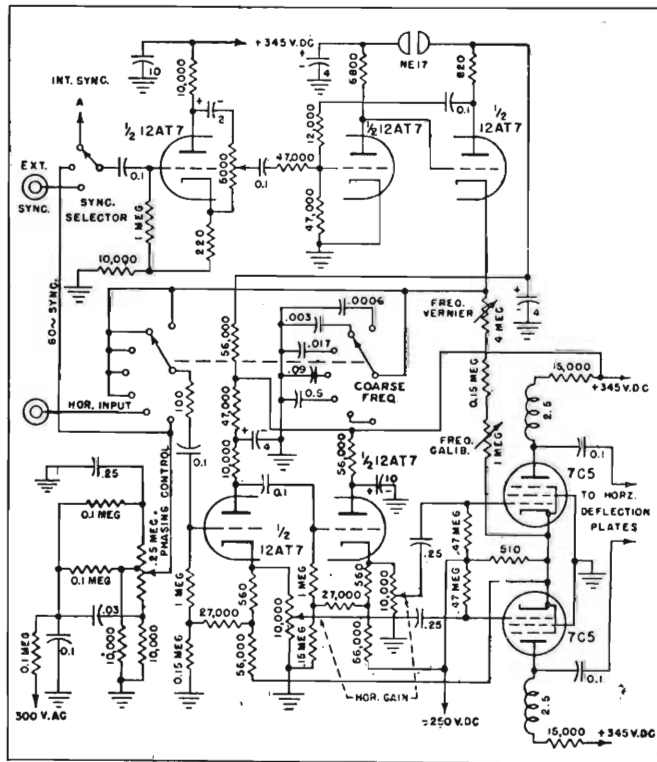 +345 V. DC
10
10,000
4
6800
NE17
820
INT. SYNC.
A
+ -
2
12,000
0.1
½ 12AT7
½ 12AT7
½ 12AT7
EXT.
SYNC.
0.1
SYNC. SELECTOR
5000
0.1
47,000
1 MEG
220
47,000
10,000
60~ SYNC.
.0006
.003
FREQ. VERNIER
4 MEG
4
56,000
.017
.09
COARSE FREQ.
0.5
15,000
+345 V. DC
0.15 MEG
2.5
HOR. INPUT
100
47,000
FREQ. CALIB.
1 MEG
0.1
10,000
4
56,000
½ 12AT7
10
0.1
7C5
TO HORZ. DEFLECTION PLATES
.25
0.1 MEG
.25 MEG
PHASING CONTROL
0.1
½ 12AT7
.25
.47 MEG
510
.47 MEG
0.1 MEG
1 MEG
560
1 MEG
560
10,000
27,000
27,000
10,000
.25
7C5
.03
0.1 MEG
0.1
10,000
10,000
0.15 MEG
56,000
.15 MEG
56,000
0.1
HOR. GAIN
300 V. AC
-250 V. DC
2.5
15,000
+345 V. DC